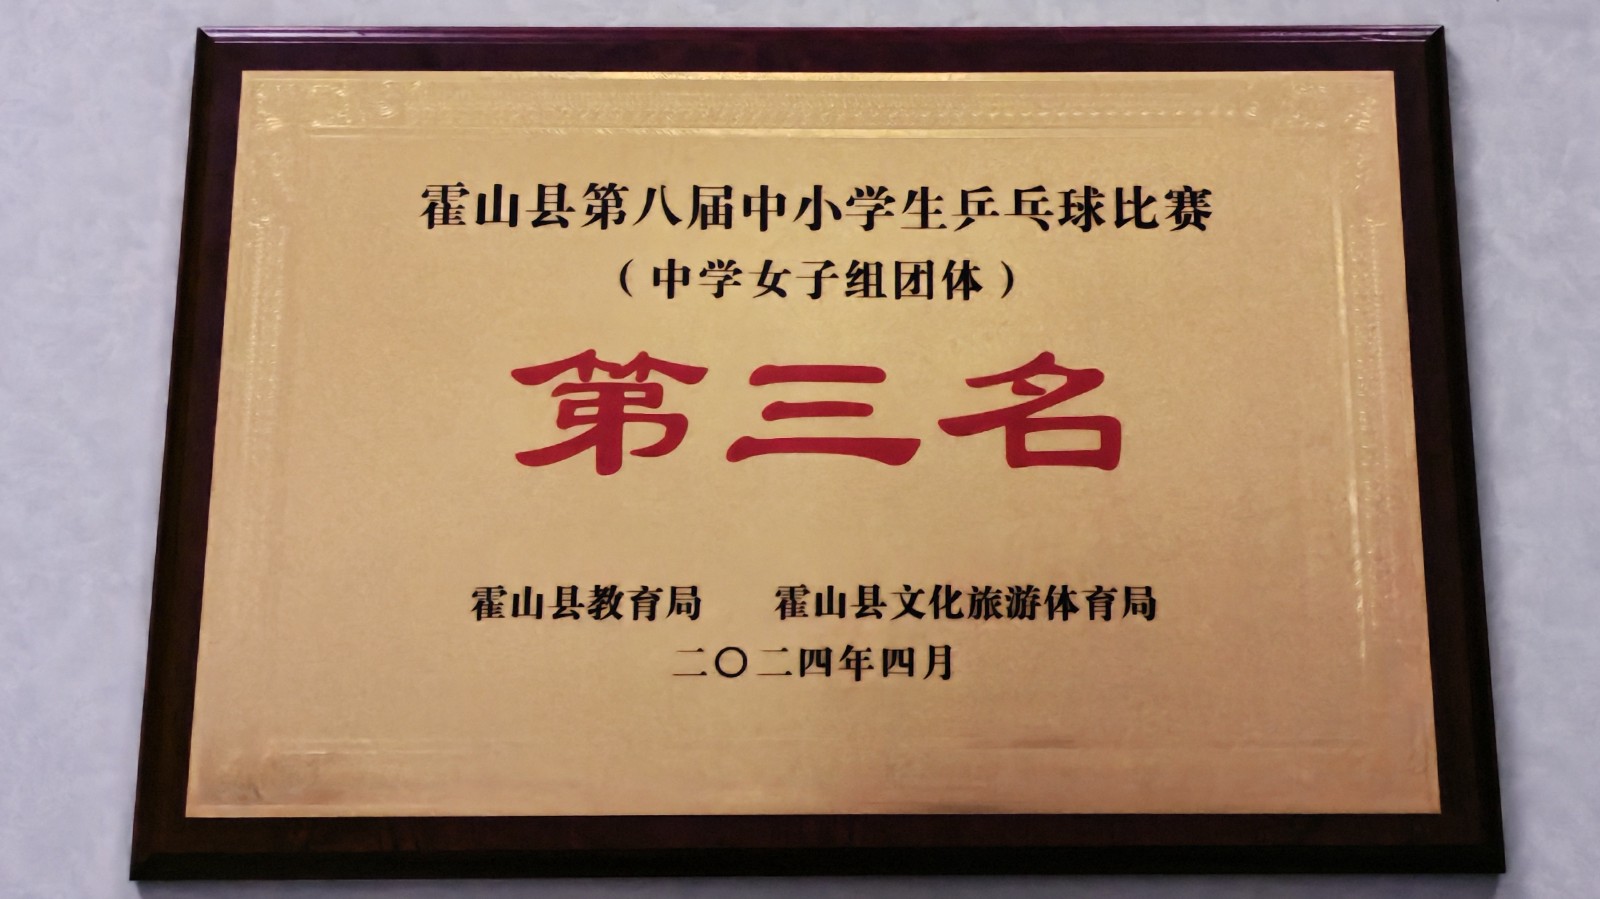 霍山县第八届中小学生乒乓球比赛
（中学女子组团体）
第三名
霍山县教育局 霍山县文化旅游体育局
二〇二四年四月